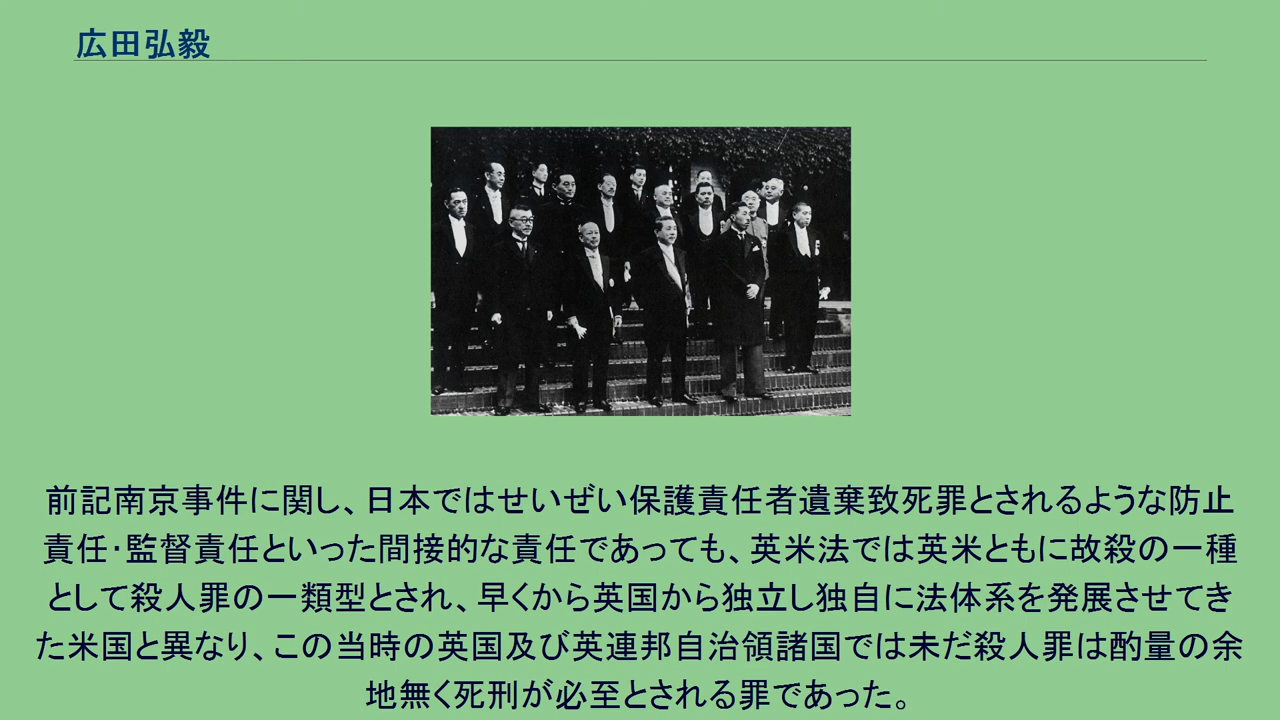 広田弘毅
前記南京事件に関し、日本ではせいぜい保護責任者遺棄致死罪とされるような防止
責任･監督責任といった間接的な責任であっても、英米法では英米ともに故殺の一種
として殺人罪の一類型とされ、早くから英国から独立し独自に法体系を発展させてき
た米国と異なり、この当時の英国及び英連邦自治領諸国では未だ殺人罪は酌量の余
地無く死刑が必至とされる罪であった。